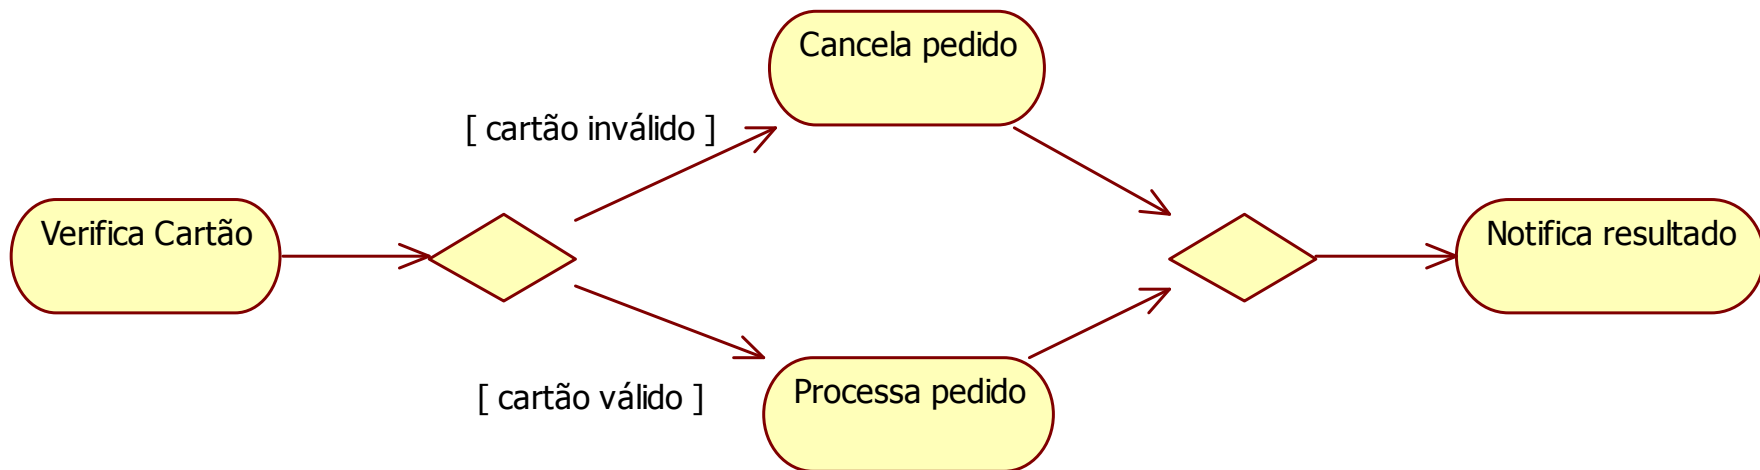 Cancela pedido
[ cartão inválido ]
Verifica Cartão
Notifica resultado
Processa pedido
[ cartão válido ]